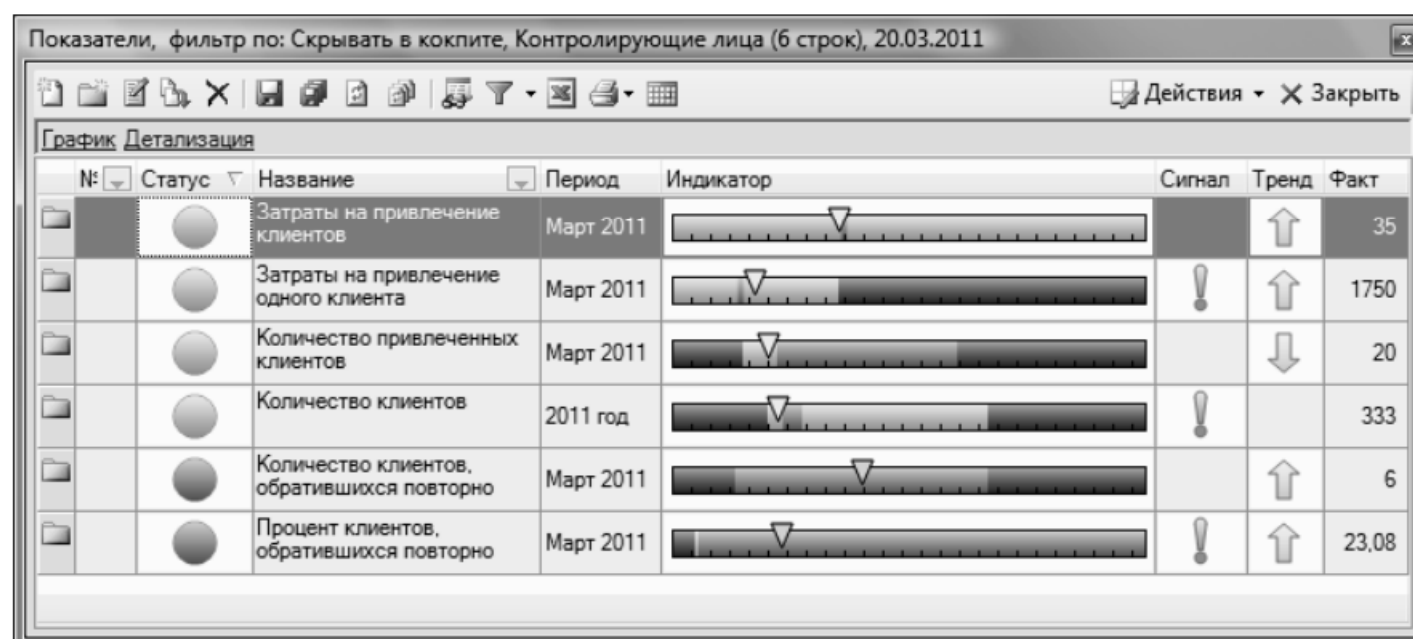 Показатели, фильтр по: Скрывать в кокпите, Контролирующие лица (6 строк), 20.03.2011
Действия Закрыть
График Детализация
№ Статус Название Период Индикатор Сигнал Тренд Факт
Затраты на привлечение
клиентов
Март 2011
35
Затраты на привлечение
одного клиента
Март 2011
1750
Количество привлеченных
клиентов
Март 2011
20
Количество клиентов
2011 год
333
Количество клиентов,
обратившихся повторно
Март 2011
6
Процент клиентов,
обратившихся повторно
Март 2011
23,08